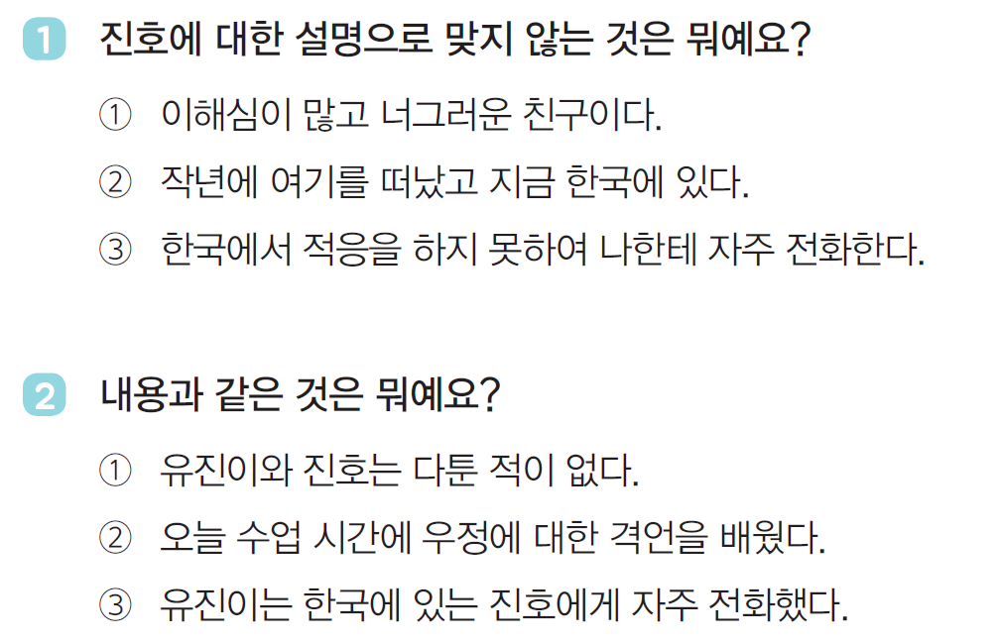 1 진호에 대한 설명으로 맞지 않는 것은 뭐예요?
① 이해심이 많고 너그러운 친구이다.
② 작년에 여기를 떠났고 지금 한국에 있다.
③ 한국에서 적응을 하지 못하여 나한테 자주 전화한다.
2 내용과 같은 것은 뭐예요?
① 유진이와 진호는 다툰 적이 없다.
② 오늘 수업 시간에 우정에 대한 격언을 배웠다.
③ 유진이는 한국에 있는 진호에게 자주 전화했다.